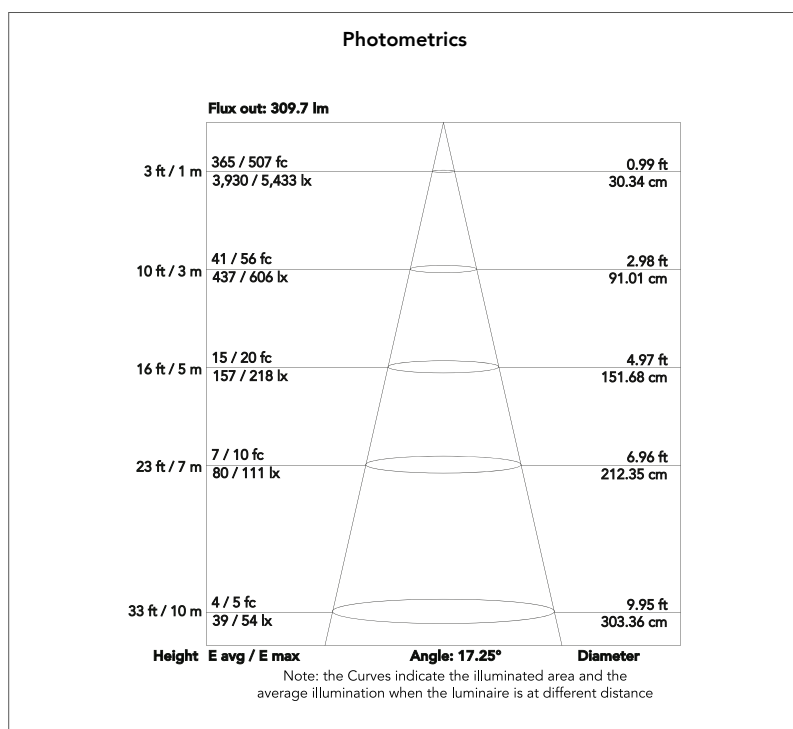 Photometrics
Flux out: 309.7 lm
3 ft / 1 m
365 / 507 fc
3,930 / 5,433 lx
0.99 ft
30.34 cm
10 ft / 3 m
41 / 56 fc
437 / 606 lx
2.98 ft
91.01 cm
16 ft / 5 m
15 / 20 fc
157 / 218 lx
4.97 ft
151.68 cm
23 ft / 7 m
7 / 10 fc
80 / 111 lx
6.96 ft
212.35 cm
33 ft / 10 m
4 / 5 fc
39 / 54 lx
9.95 ft
303.36 cm
Height E avg / E max Angle: 17.25° Diameter
Note: the Curves indicate the illuminated area and the
average illumination when the luminaire is at different distance